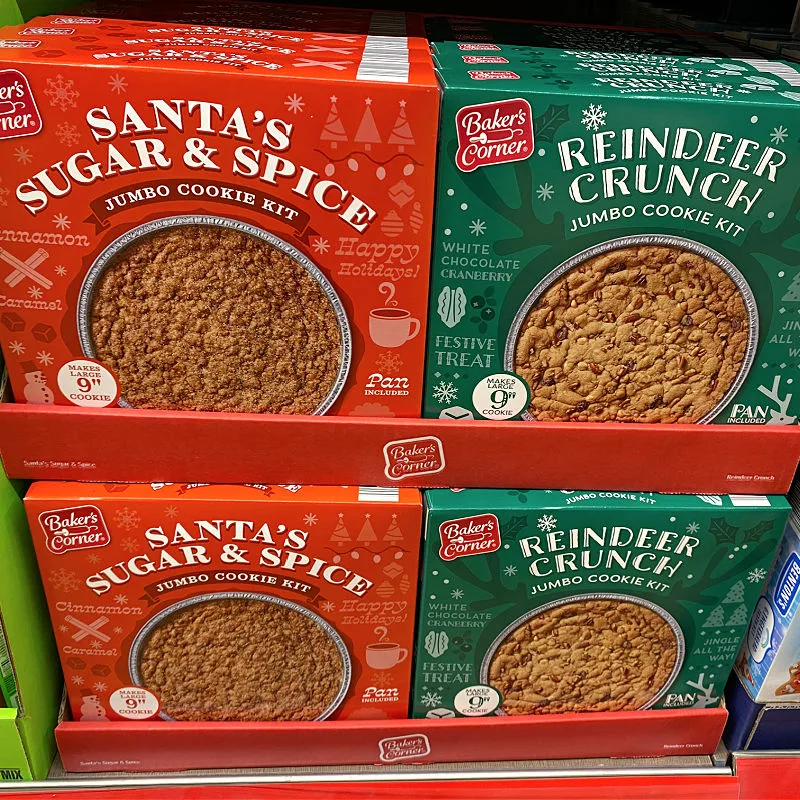 SANTA'S
SUGAR & SPICE
JUMBO COOKIE KIT
Happy
Holidays!
Caramel
MAKES
LARGE
9"
COOKIE
Pan
INCLUDED
Baker's
Corner
REINDEER
CRUNCH
JUMBO COOKIE KIT
WHITE
CHOCOLATE
CRANBERRY
FESTIVE
TREAT
ALL
MAKES
LARGE
9"
COOKIE
PAN
INCLUDED
Santa's Sugar & Spice
Baker's
Corner
Reindeer Crunch
Baker's
Corner
SANTA'S
SUGAR & SPICE
JUMBO COOKIE KIT
Cinnamon
Caramel
Happy
Holidays!
MAKES
LARGE
9"
COOKIE
Pan
INCLUDED
JUMBO COOKIE KIT
Baker's
Corner
REINDEER
CRUNCH
JUMBO COOKIE KIT
WHITE
CHOCOLATE
CRANBERRY
FESTIVE
TREAT
JINGLE
ALL THE
WAY!
MAKES
LARGE
9"
COOKIE
PAN
INCLUDED
Santa's Sugar & Spice
Baker's
Corner
Reindeer Crunch
MIX